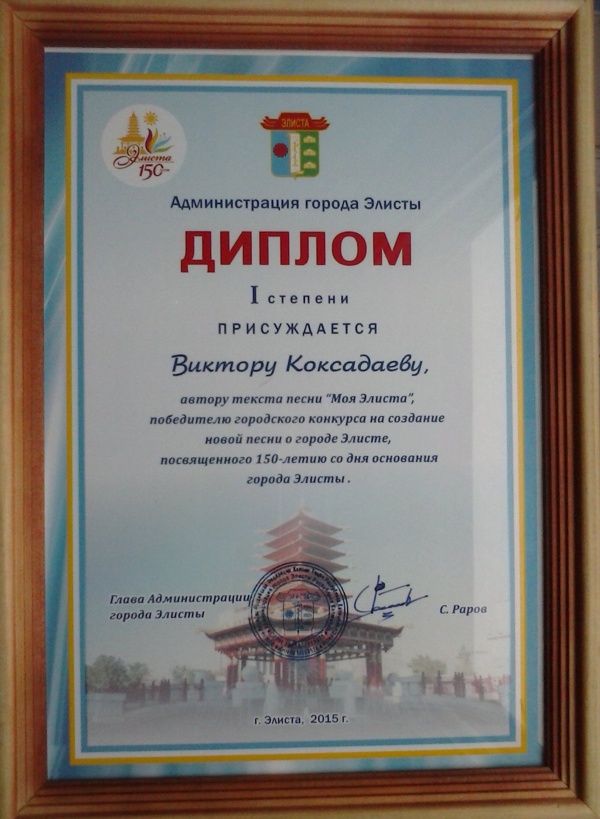 Элиста
150 лет
ЭЛИСТА
Администрация города Элисты
ДИПЛОМ
I степени
ПРИСУЖДАЕТСЯ
Виктору Коксадаеву,
автору текста песни "Моя Элиста",
победителю городского конкурса на создание
новой песни о городе Элисте,
посвященного 150-летию со дня основания
города Элисты .
Глава Администрации
города Элисты
С. Раров
г. Элиста, 2015 г.